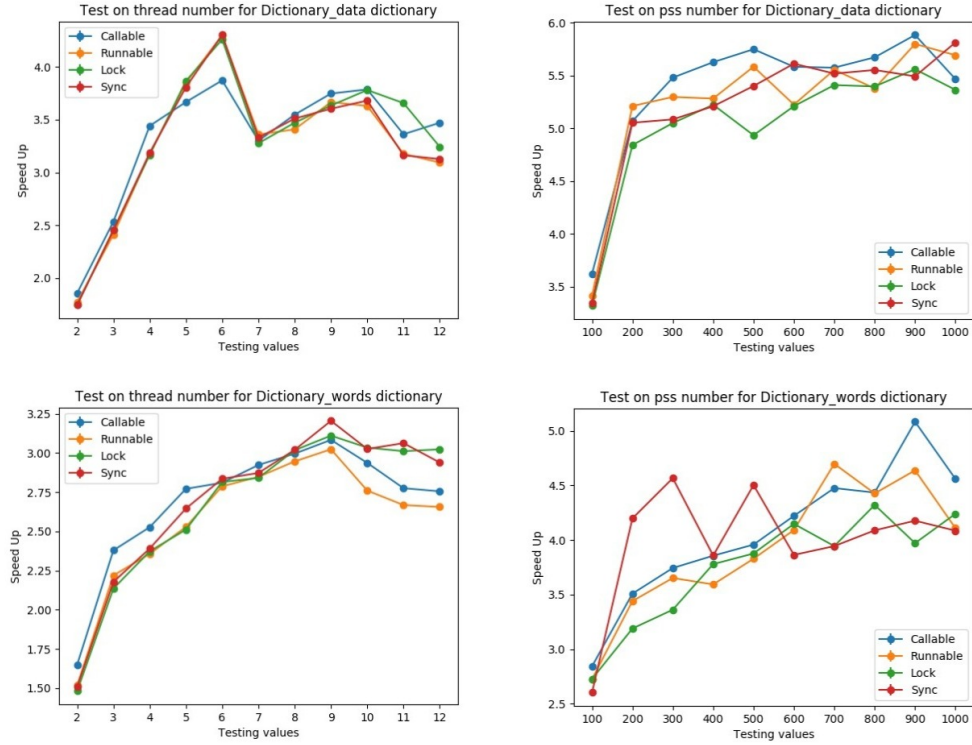 Test on thread number for Dictionary_data dictionary
Callable
Runnable
Lock
Sync
Speed Up
4.0
3.5
3.0
2.5
2.0
2 3 4 5 6 7 8 9 10 11 12
Testing values
Test on pss number for Dictionary_data dictionary
6.0
5.5
5.0
4.5
4.0
3.5
Speed Up
Callable
Runnable
Lock
Sync
100 200 300 400 500 600 700 800 900 1000
Testing values
Test on thread number for Dictionary_words dictionary
Callable
Runnable
Lock
Sync
Speed Up
3.25
3.00
2.75
2.50
2.25
2.00
1.75
1.50
2 3 4 5 6 7 8 9 10 11 12
Testing values
Test on pss number for Dictionary_words dictionary
5.0
4.5
4.0
3.5
3.0
2.5
Speed Up
Callable
Runnable
Lock
Sync
100 200 300 400 500 600 700 800 900 1000
Testing values